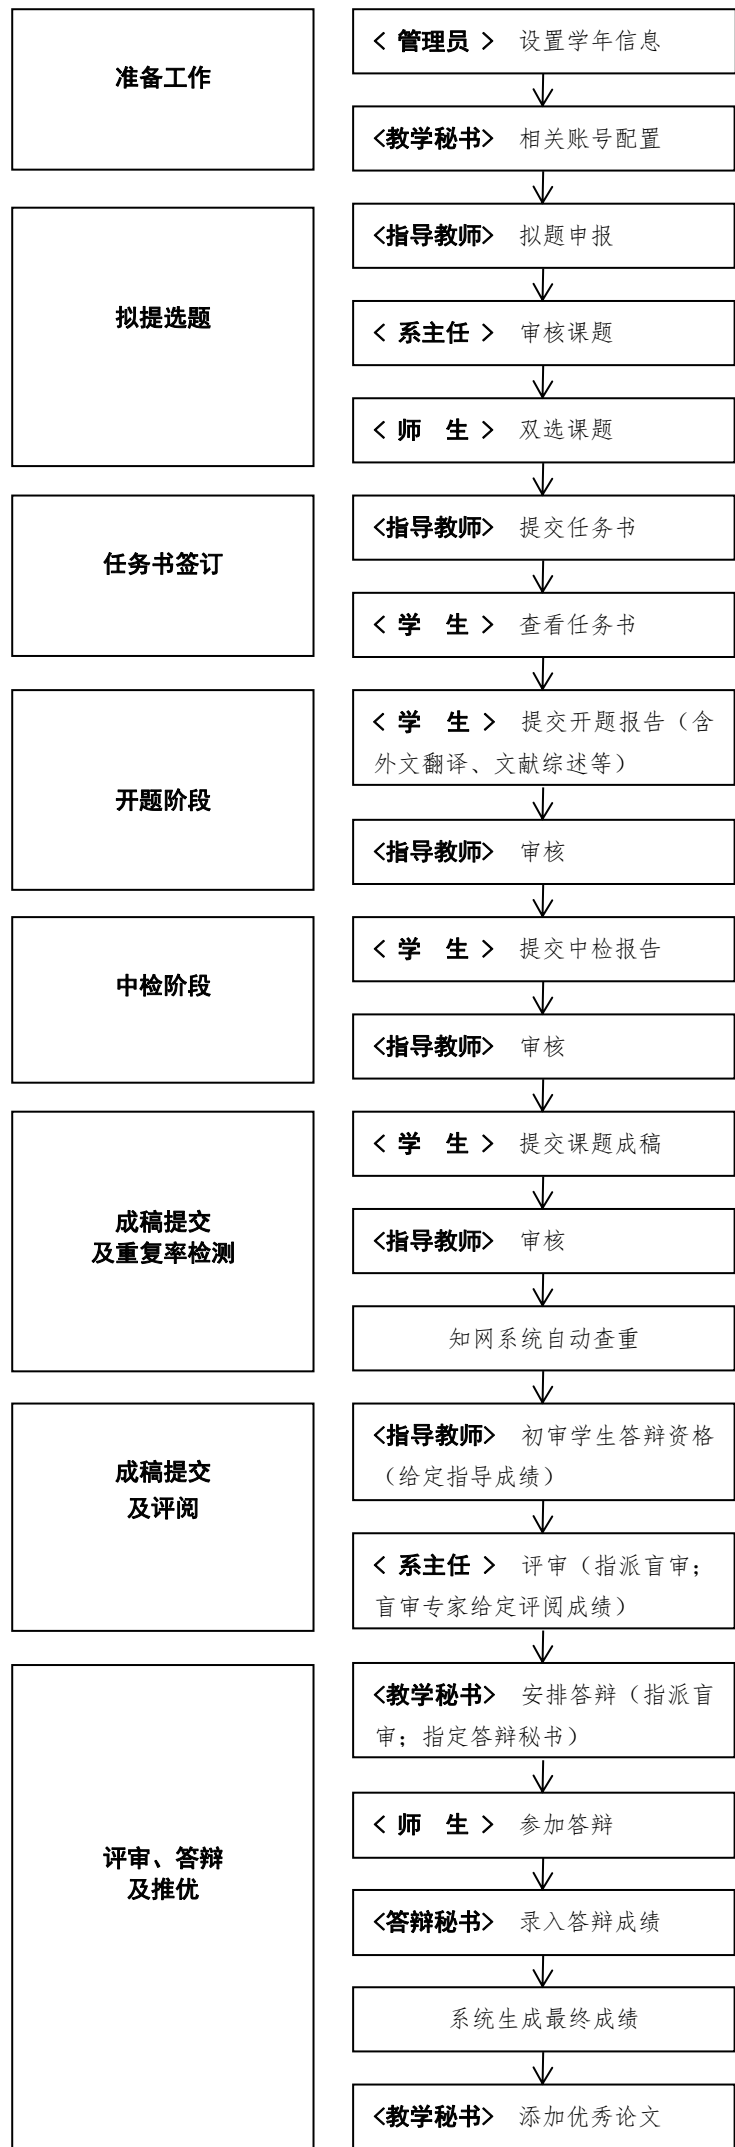 准备工作
< 管理员 > 设置学年信息
<教学秘书> 相关账号配置
拟提选题
<指导教师> 拟题申报
< 系主任 > 审核课题
< 师 生 > 双选课题
任务书签订
<指导教师> 提交任务书
< 学 生 > 查看任务书
开题阶段
< 学 生 > 提交开题报告（含
外文翻译、文献综述等）
<指导教师> 审核
中检阶段
< 学 生 > 提交中检报告
<指导教师> 审核
成稿提交
及重复率检测
< 学 生 > 提交课题成稿
<指导教师> 审核
知网系统自动查重
成稿提交
及评阅
<指导教师> 初审学生答辩资格
（给定指导成绩）
< 系主任 > 评审（指派盲审；
盲审专家给定评阅成绩）
评审、答辩
及推优
<教学秘书> 安排答辩（指派盲
审；指定答辩秘书）
< 师 生 > 参加答辩
<答辩秘书> 录入答辩成绩
系统生成最终成绩
<教学秘书> 添加优秀论文